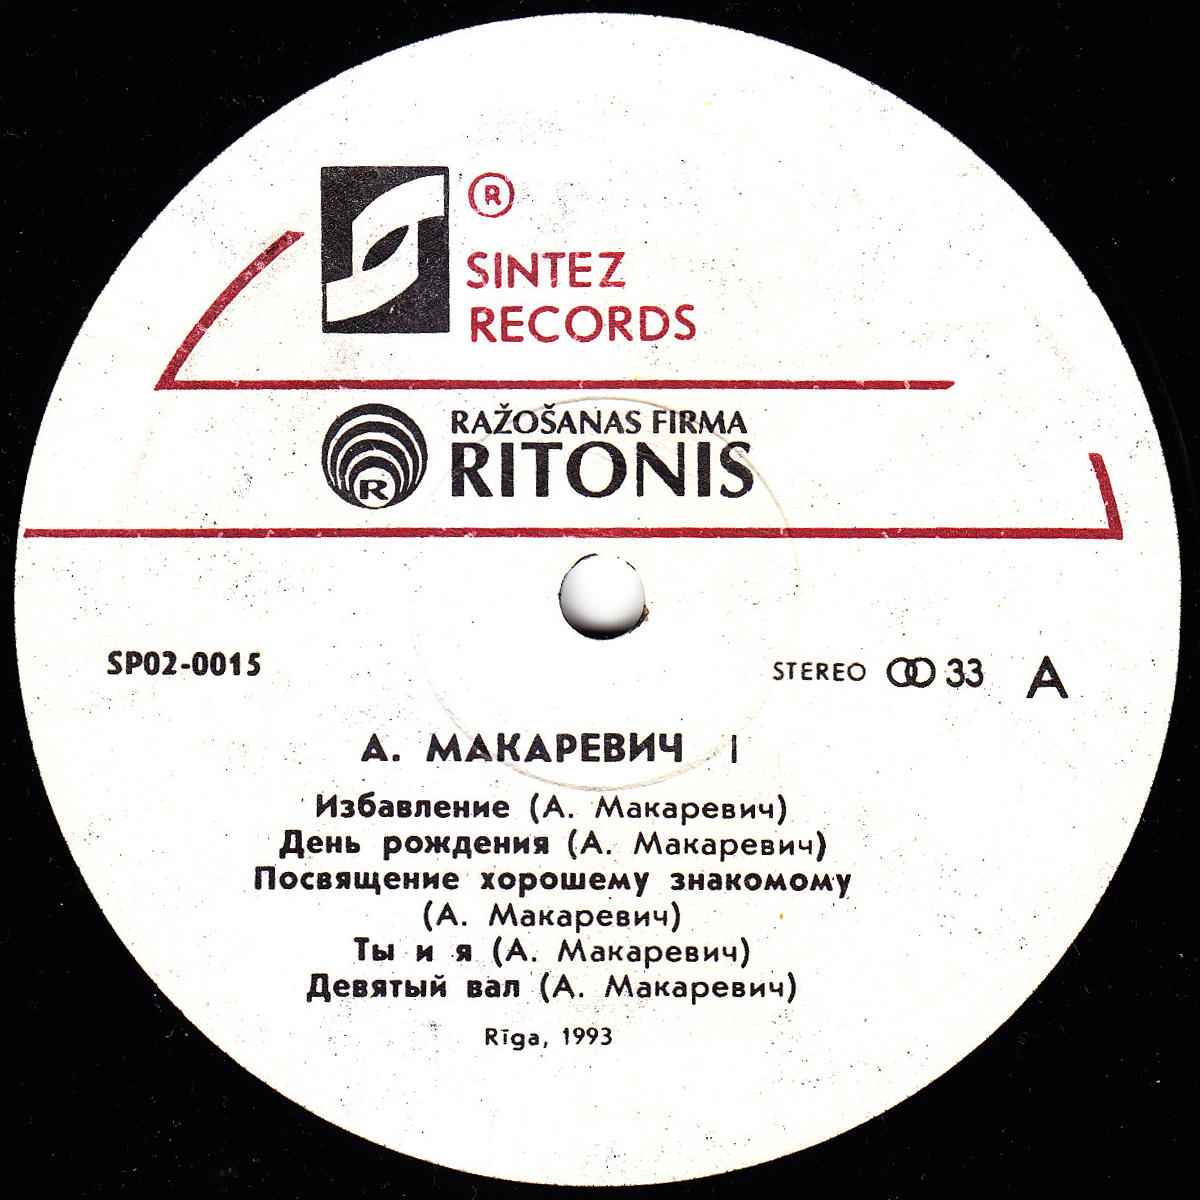 ®
SINTEZ
RECORDS
RAŽOŠANAS FIRMA
RITONIS
R
SP02-0015
STEREO 33 A
А. МАКАРЕВИЧ I
Избавление (А. Макаревич)
День рождения (А. Макаревич)
Посвящение хорошему знакомому
(А. Макаревич)
Ты и я (А. Макаревич)
Девятый вал (А. Макаревич)
Rīga, 1993